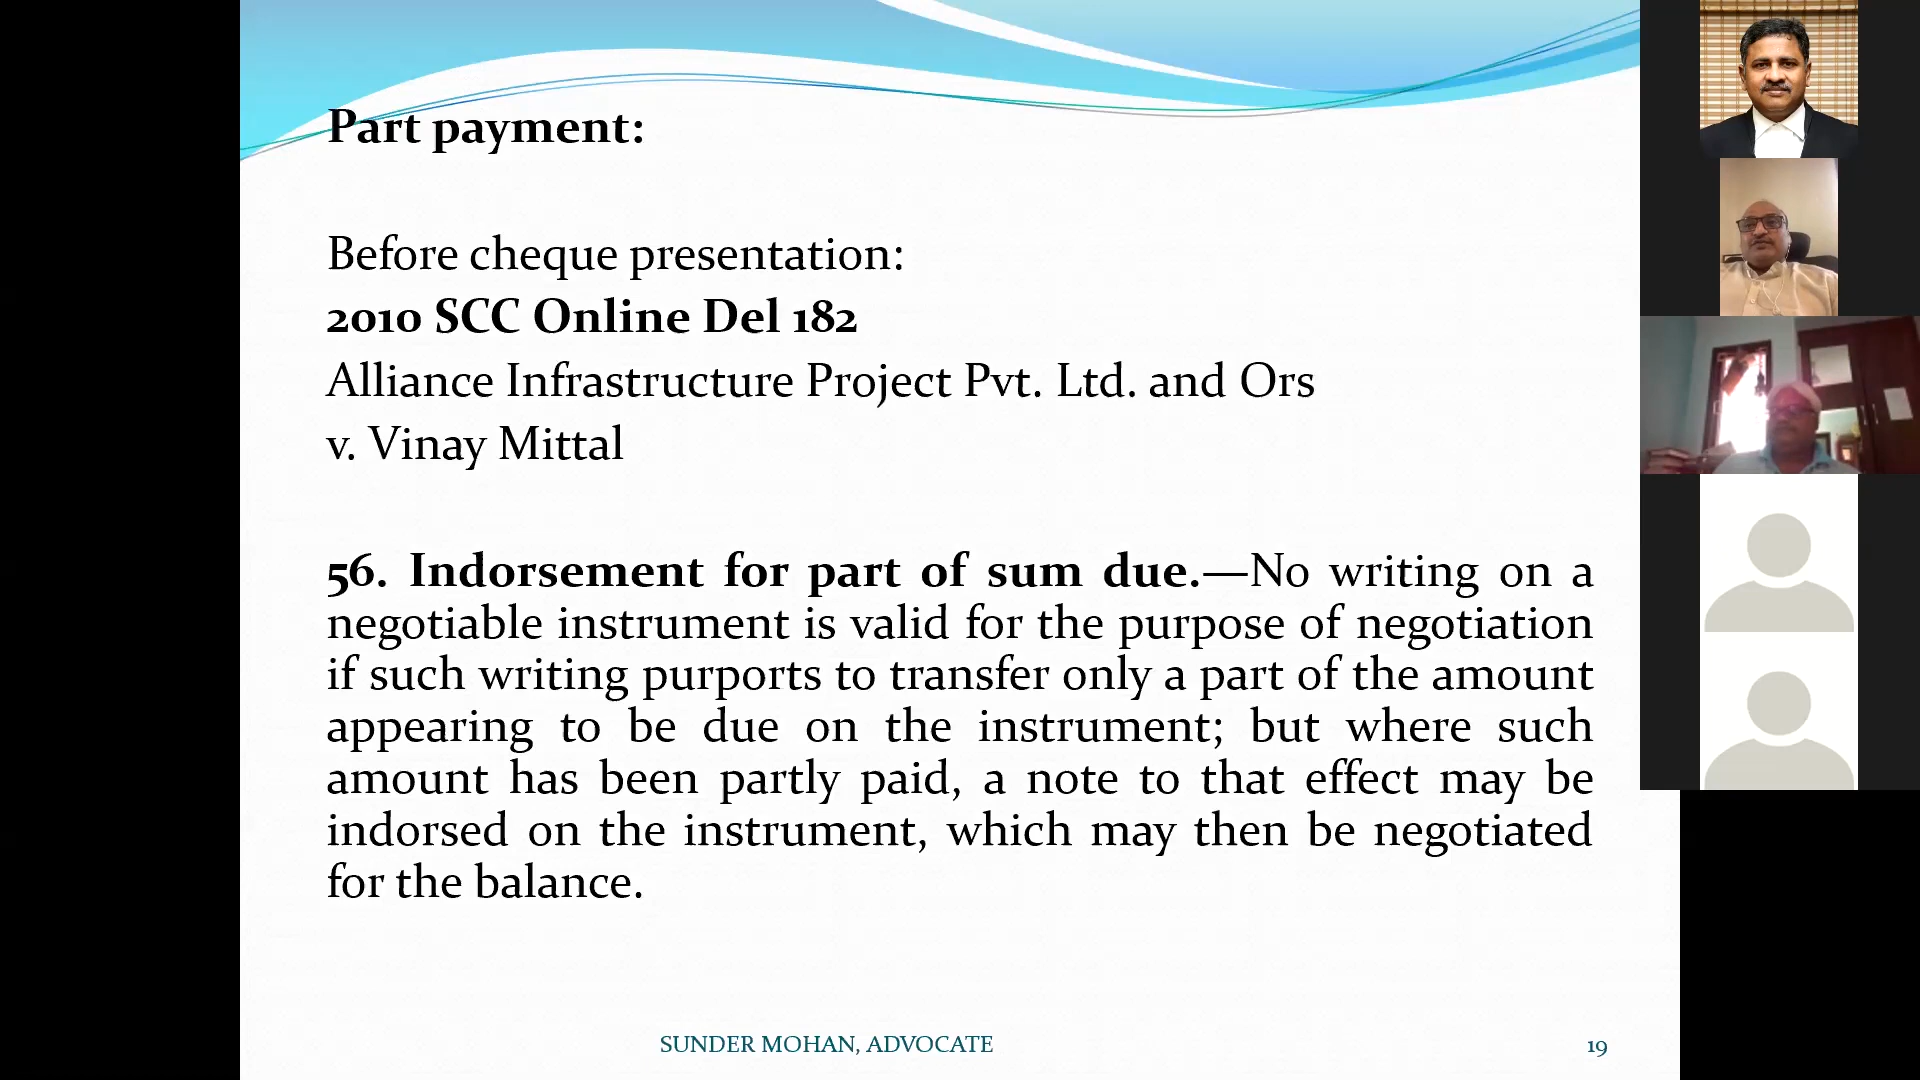 Part payment:
Before cheque presentation:
2010 SCC Online Del 182
Alliance Infrastructure Project Pvt. Ltd. and Ors
v. Vinay Mittal
56. Indorsement for part of sum due.—No writing on a
negotiable instrument is valid for the purpose of negotiation
if such writing purports to transfer only a part of the amount
appearing to be due on the instrument; but where such
amount has been partly paid, a note to that effect may be
indorsed on the instrument, which may then be negotiated
for the balance.
SUNDER MOHAN, ADVOCATE
19